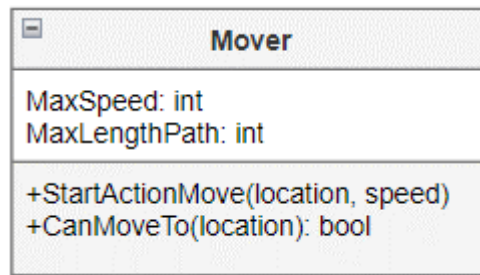 Mover
MaxSpeed: int
MaxLengthPath: int
+StartActionMove(location, speed)
+CanMoveTo(location): bool